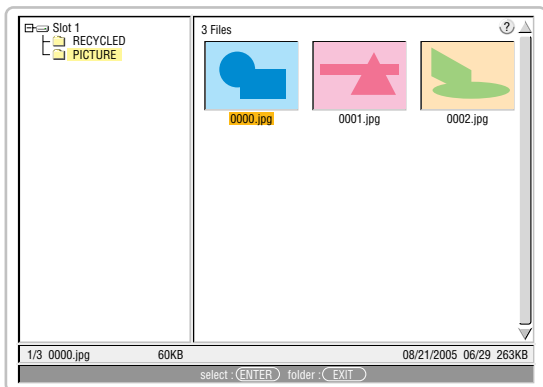 Slot 1
RECYCLED
PICTURE
3 Files
?
0000.jpg 0001.jpg 0002.jpg
1/3 0000.jpg 60KB 08/21/2005 06/29 263KB
select : ENTER folder : EXIT